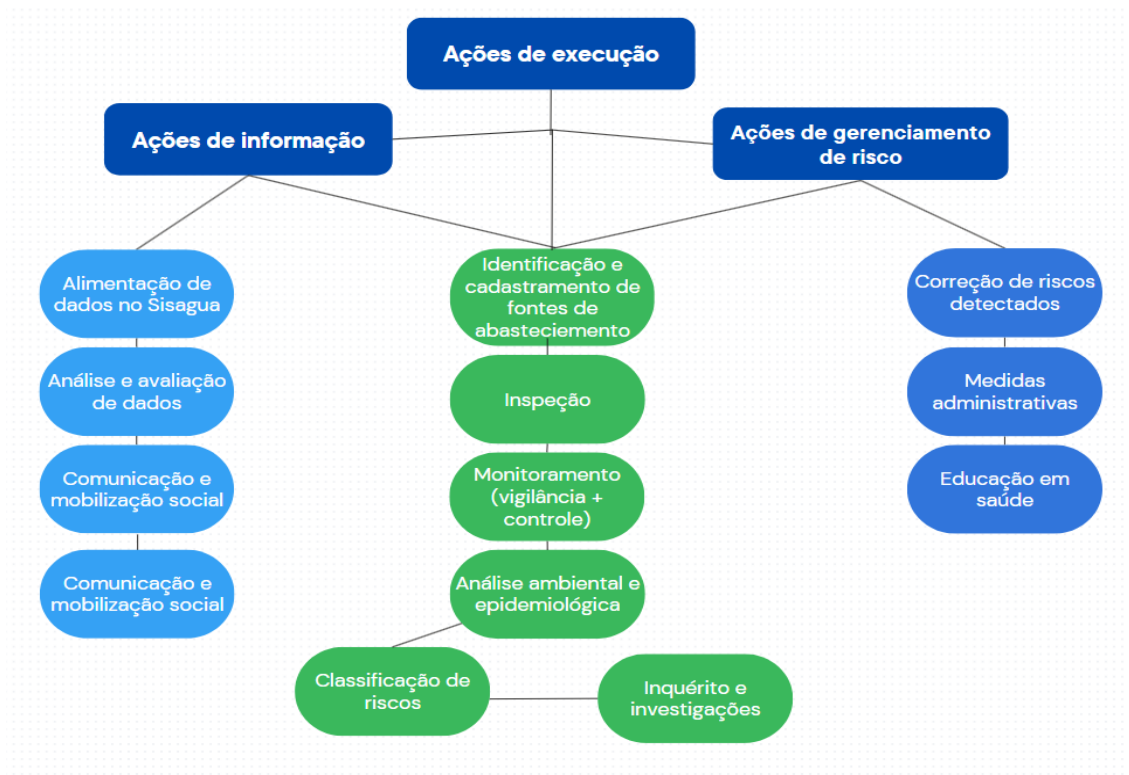 Ações de execução
Ações de informação
Ações de gerenciamento
de risco
Alimentação de
dados no Sisagua
Análise e avaliação
de dados
Comunicação e
mobilização social
Comunicação e
mobilização social
Identificação e
cadastramento de
fontes de
abasteciemento
Inspeção
Monitoramento
(vigilância +
controle)
Análise ambiental e
epidemiológica
Classificação de
riscos
Inquérito e
investigações
Correção de riscos
detectados
Medidas
administrativas
Educação em
saúde